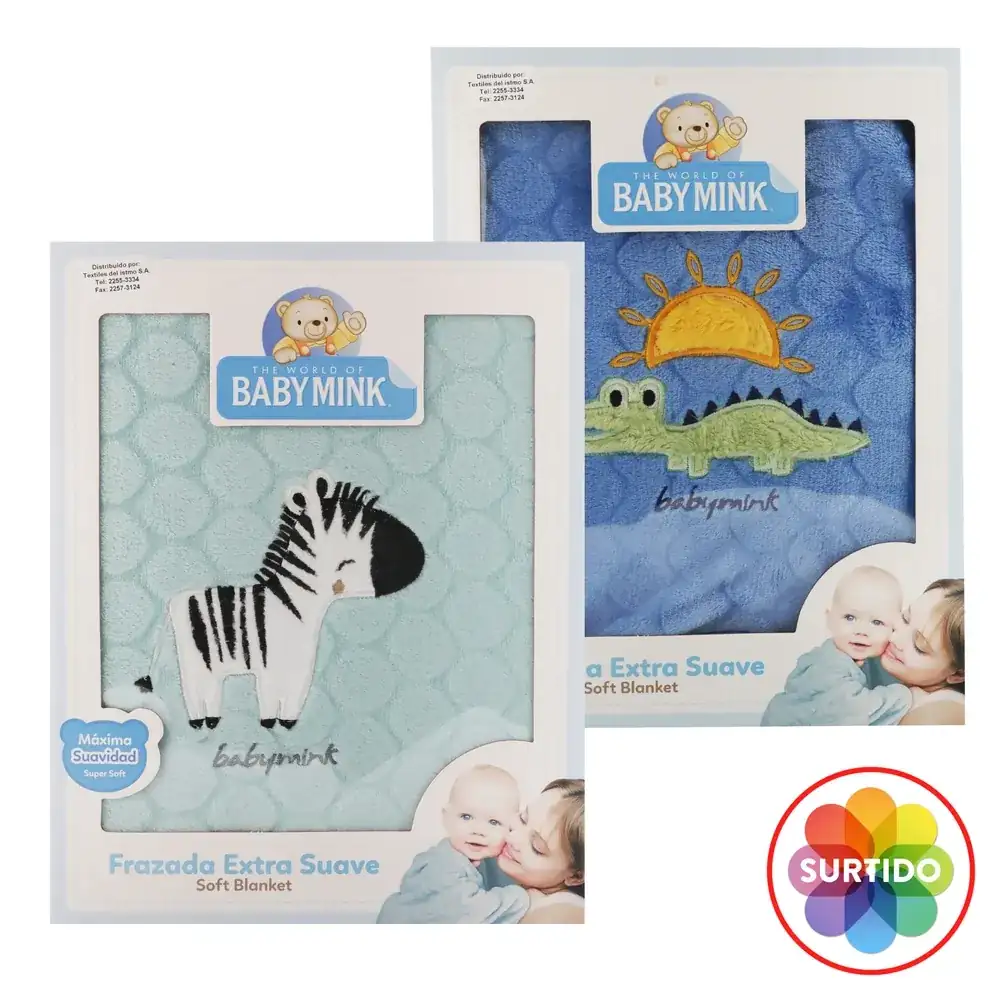 Distribuido por:
Textiles del istmo S.A.
Tel: 2255-3334
Fax: 2257-3124
THE WORLD OF
BABY MINK
babymink
a Extra Suave
Soft Blanket
Distribuido por:
Textiles del istmo S.A.
Tel: 2255-3334
Fax: 2257-3124
THE WORLD OF
BABY MINK
babymink
Máxima
Suavidad
Super Soft
Frazada Extra Suave
Soft Blanket
SURTIDO